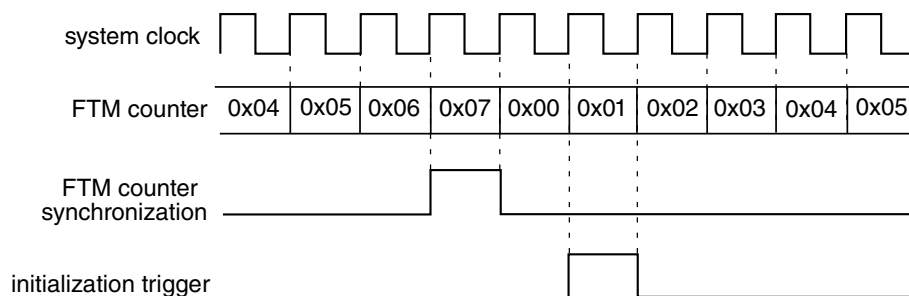 system clock
FTM counter 0x04 0x05 0x06 0x07 0x00 0x01 0x02 0x03 0x04 0x05
FTM counter
synchronization
initialization trigger